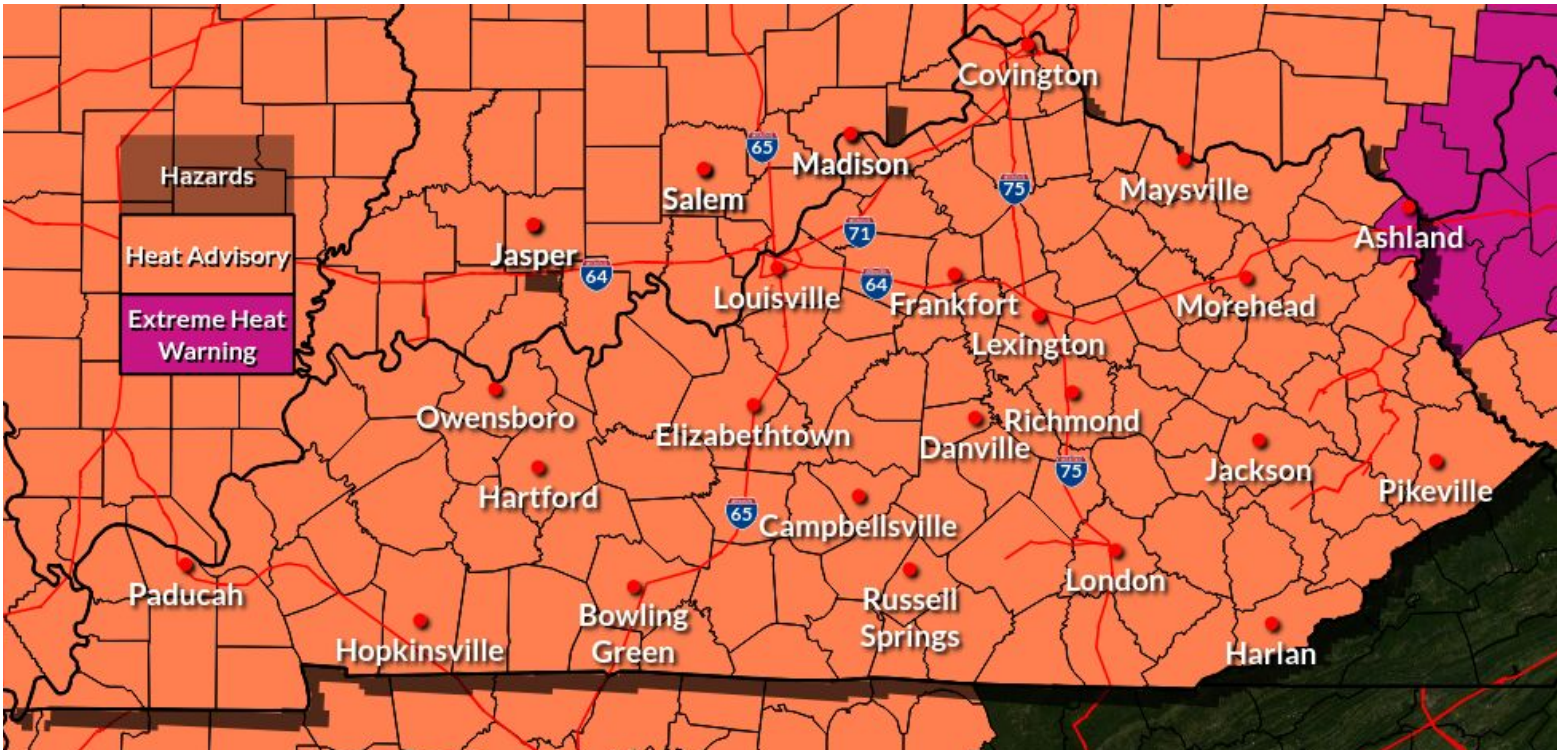 Covington
65
Madison
Hazards
Salem
75
Maysville
71
Ashland
Heat Advisory
Jasper
64
Louisville
64
Frankfort
Morehead
Extreme Heat
Warning
Lexington
Owensboro
Elizabethtown
Danville
Richmond
75
Jackson
Hartford
Pikeville
65
Campbellsville
Paducah
London
Bowling
Green
Russell
Springs
Hopkinsville
Harlan